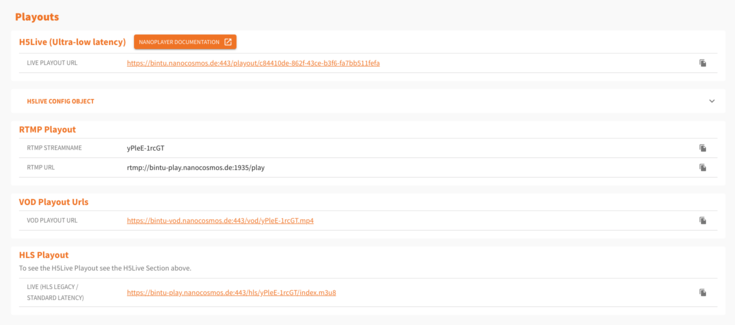 Playouts
H5Live (Ultra-low latency) NANOPLAYER DOCUMENTATION
LIVE PLAYOUT URL https://bintu.nanocosmos.de:443/playout/c84410de-862f-43ce-b3f6-fa7bb511fefa
H5LIVE CONFIG OBJECT
RTMP Playout
RTMP STREAMNAME yPleE-1rcGT
RTMP URL rtmp://bintu-play.nanocosmos.de:1935/play
VOD Playout Urls
VOD PLAYOUT URL https://bintu-vod.nanocosmos.de:443/vod/yPleE-1rcGT.mp4
HLS Playout
To see the H5Live Playout see the H5Live Section above.
LIVE (HLS LEGACY /
STANDARD LATENCY) https://bintu-play.nanocosmos.de:443/hls/yPleE-1rcGT/index.m3u8